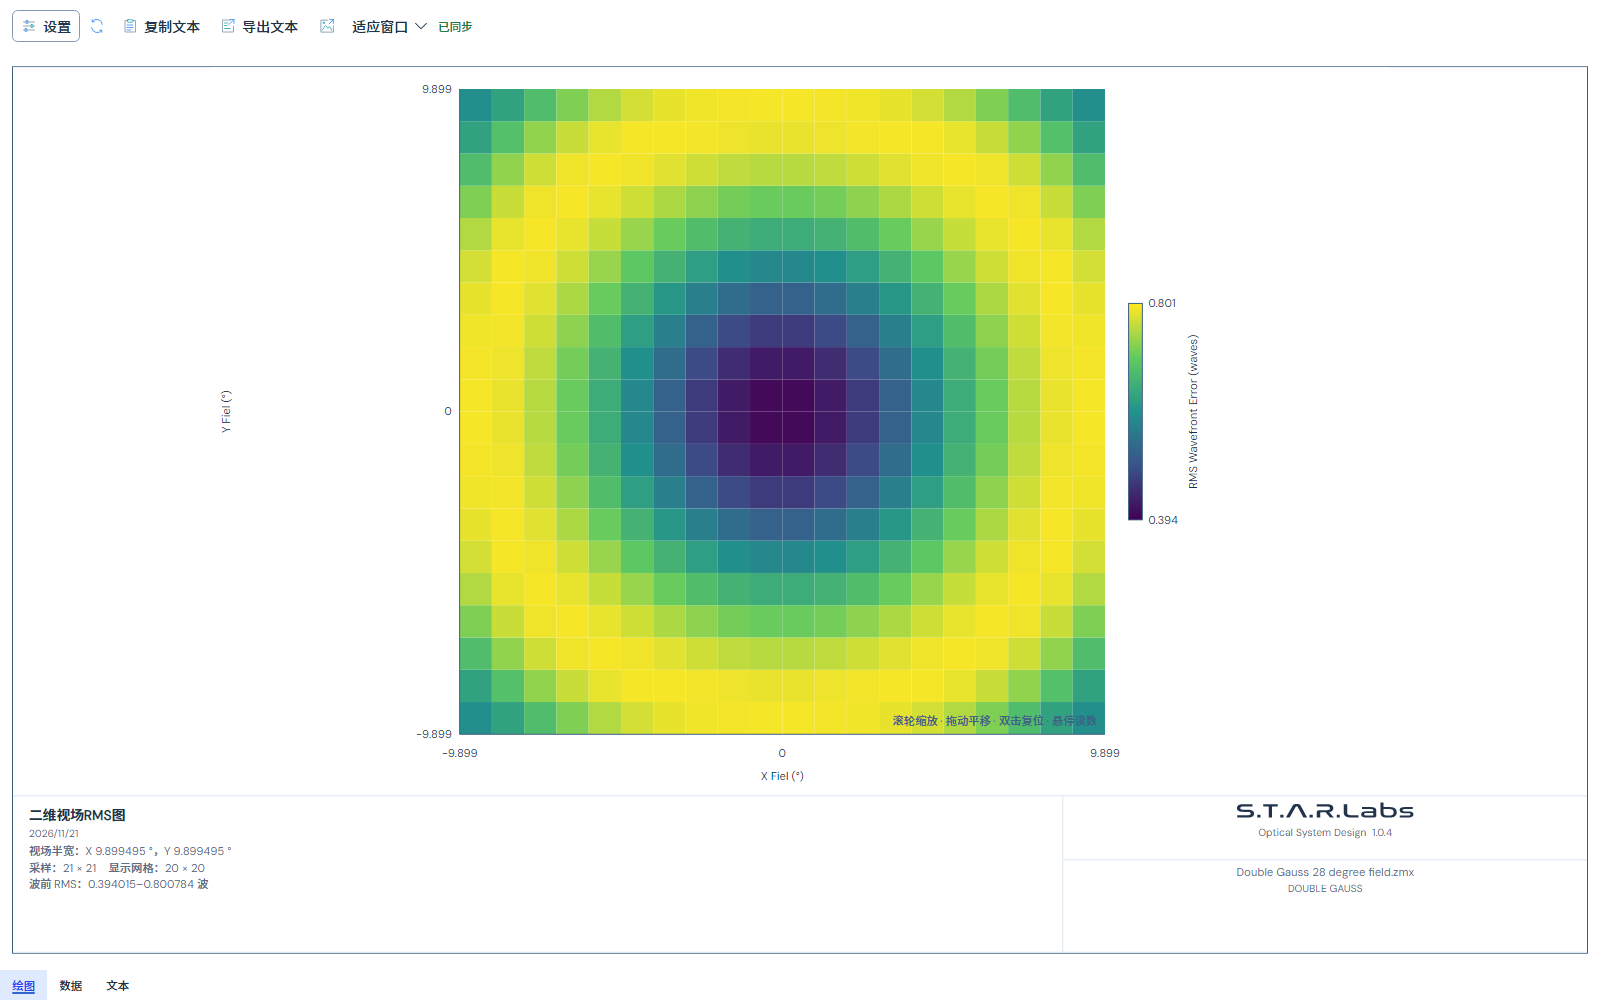 设置
复制文本
导出文本
适应窗口
已同步
9.899
0
-9.899
Y Fiel (°)
-9.899
0
9.899
X Fiel (°)
滚轮缩放 · 拖动平移 · 双击复位 · 悬停读数
0.801
0.394
RMS Wavefront Error (waves)
二维视场RMS图
2026/11/21
视场半宽：X 9.899495 °，Y 9.899495 °
采样：21 × 21 显示网格：20 × 20
波前 RMS：0.394015–0.800784 波
S.T.A.R.Labs
Optical System Design 1.0.4
Double Gauss 28 degree field.zmx
DOUBLE GAUSS
绘图
数据
文本